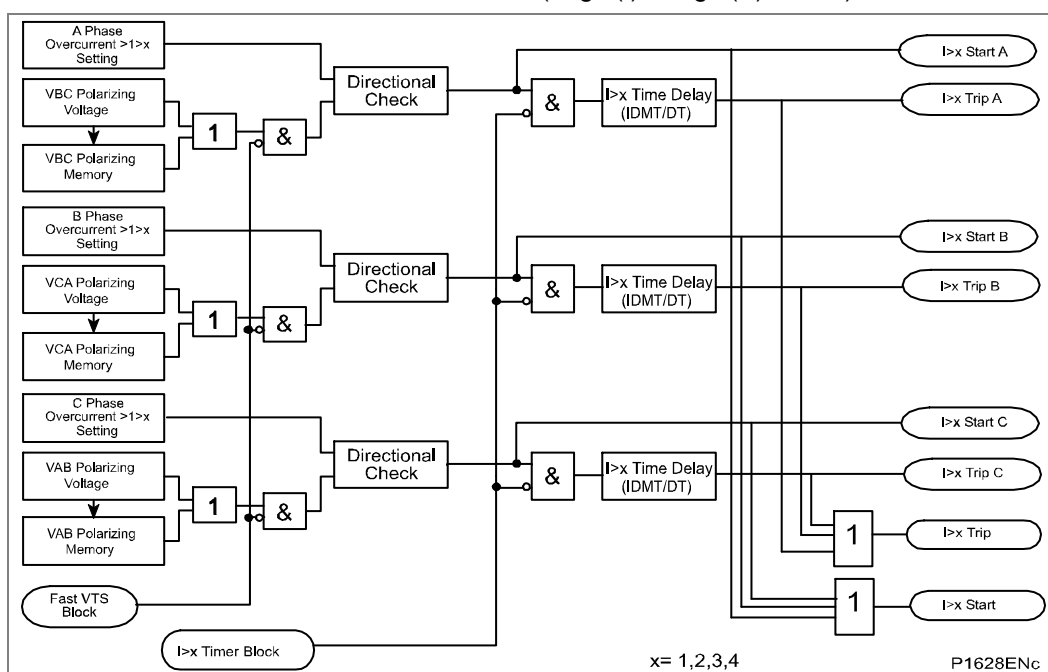 A Phase
Overcurrent >1>x
Setting
VBC Polarizing
Voltage
VBC Polarizing
Memory
1
&
Directional
Check
&
I>x Time Delay
(IDMT/DT)
I>x Start A
I>x Trip A
B Phase
Overcurrent >1>x
Setting
VCA Polarizing
Voltage
VCA Polarizing
Memory
1
&
Directional
Check
&
I>x Time Delay
(IDMT/DT)
I>x Start B
I>x Trip B
C Phase
Overcurrent >1>x
Setting
VAB Polarizing
Voltage
VAB Polarizing
Memory
1
&
Directional
Check
&
I>x Time Delay
(IDMT/DT)
I>x Start C
I>x Trip C
1
I>x Trip
Fast VTS
Block
1
I>x Start
I>x Timer Block
x= 1,2,3,4
P1628ENc